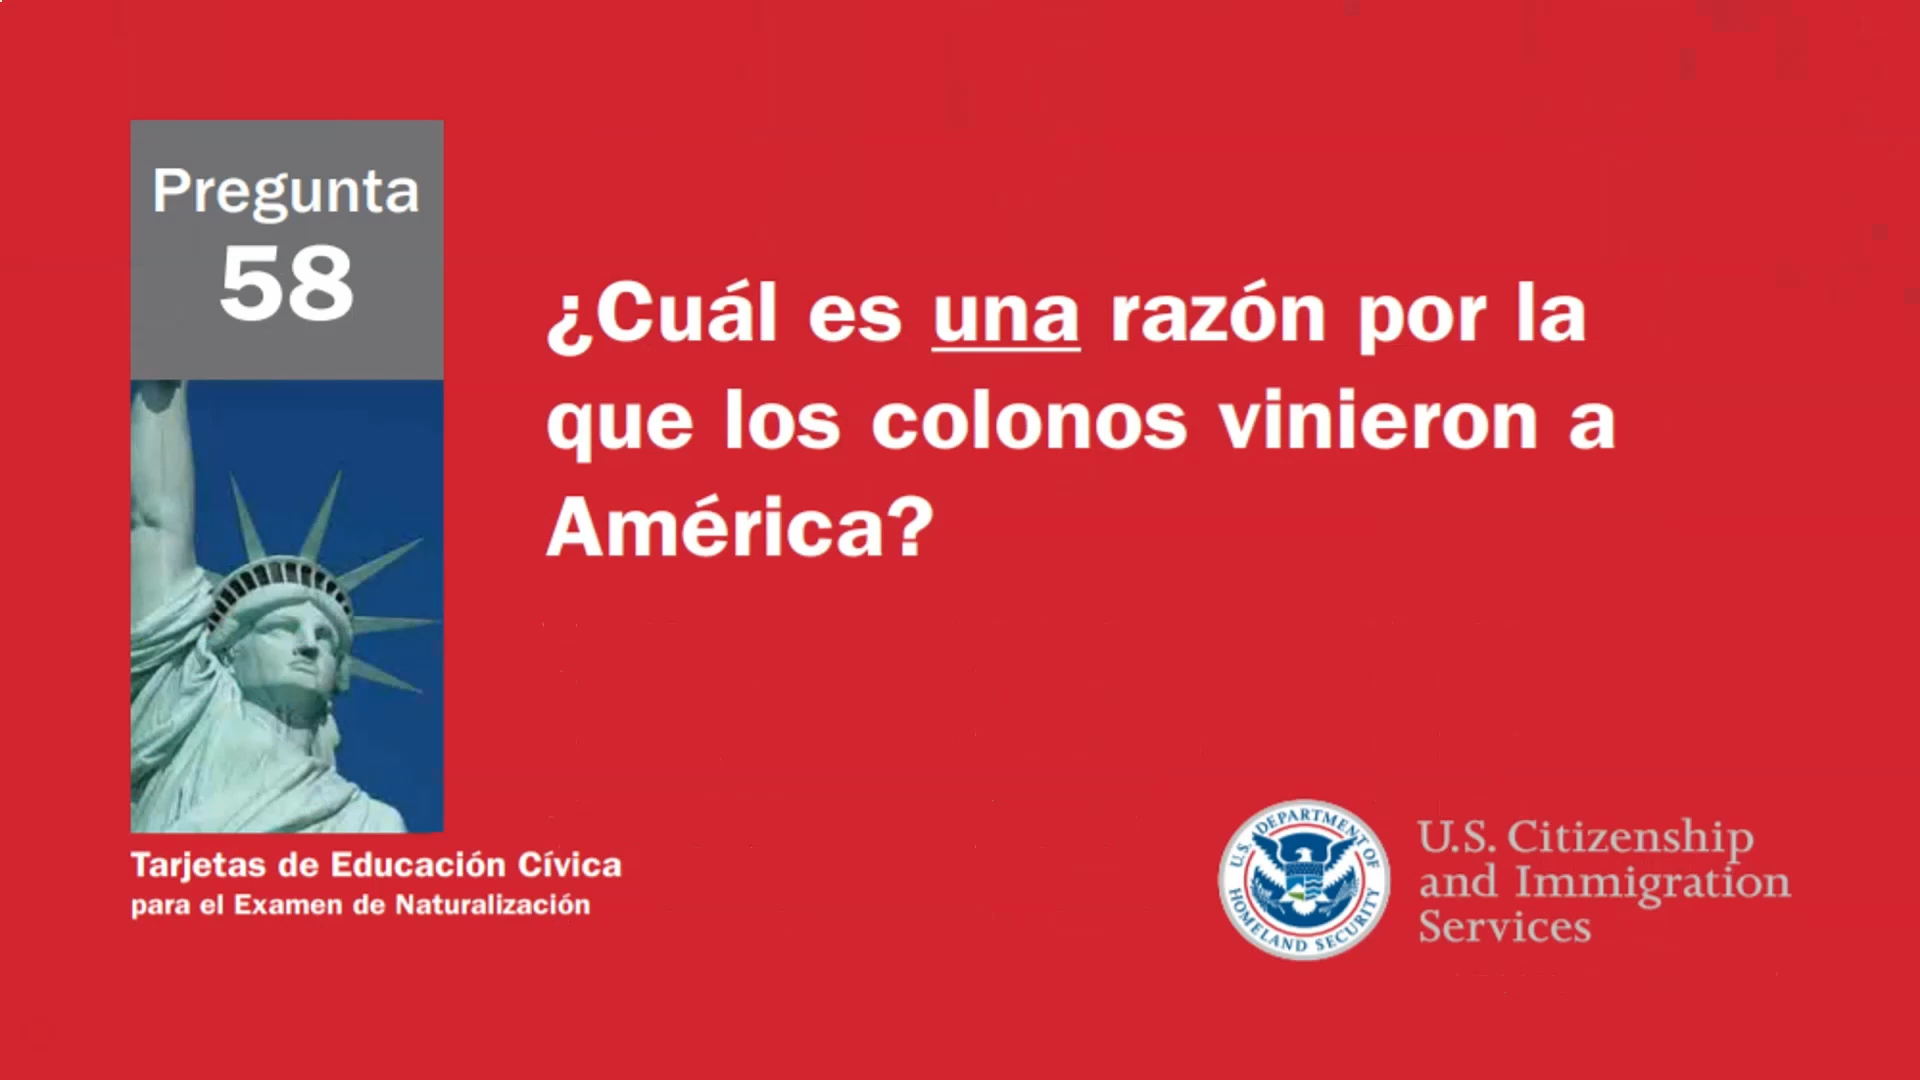 Pregunta
58
¿Cuál es una razón por la
que los colonos vinieron a
América?
Tarjetas de Educación Cívica
para el Examen de Naturalización
U.S. DEPARTMENT OF
HOMELAND SECURITY
U.S. Citizenship
and Immigration
Services